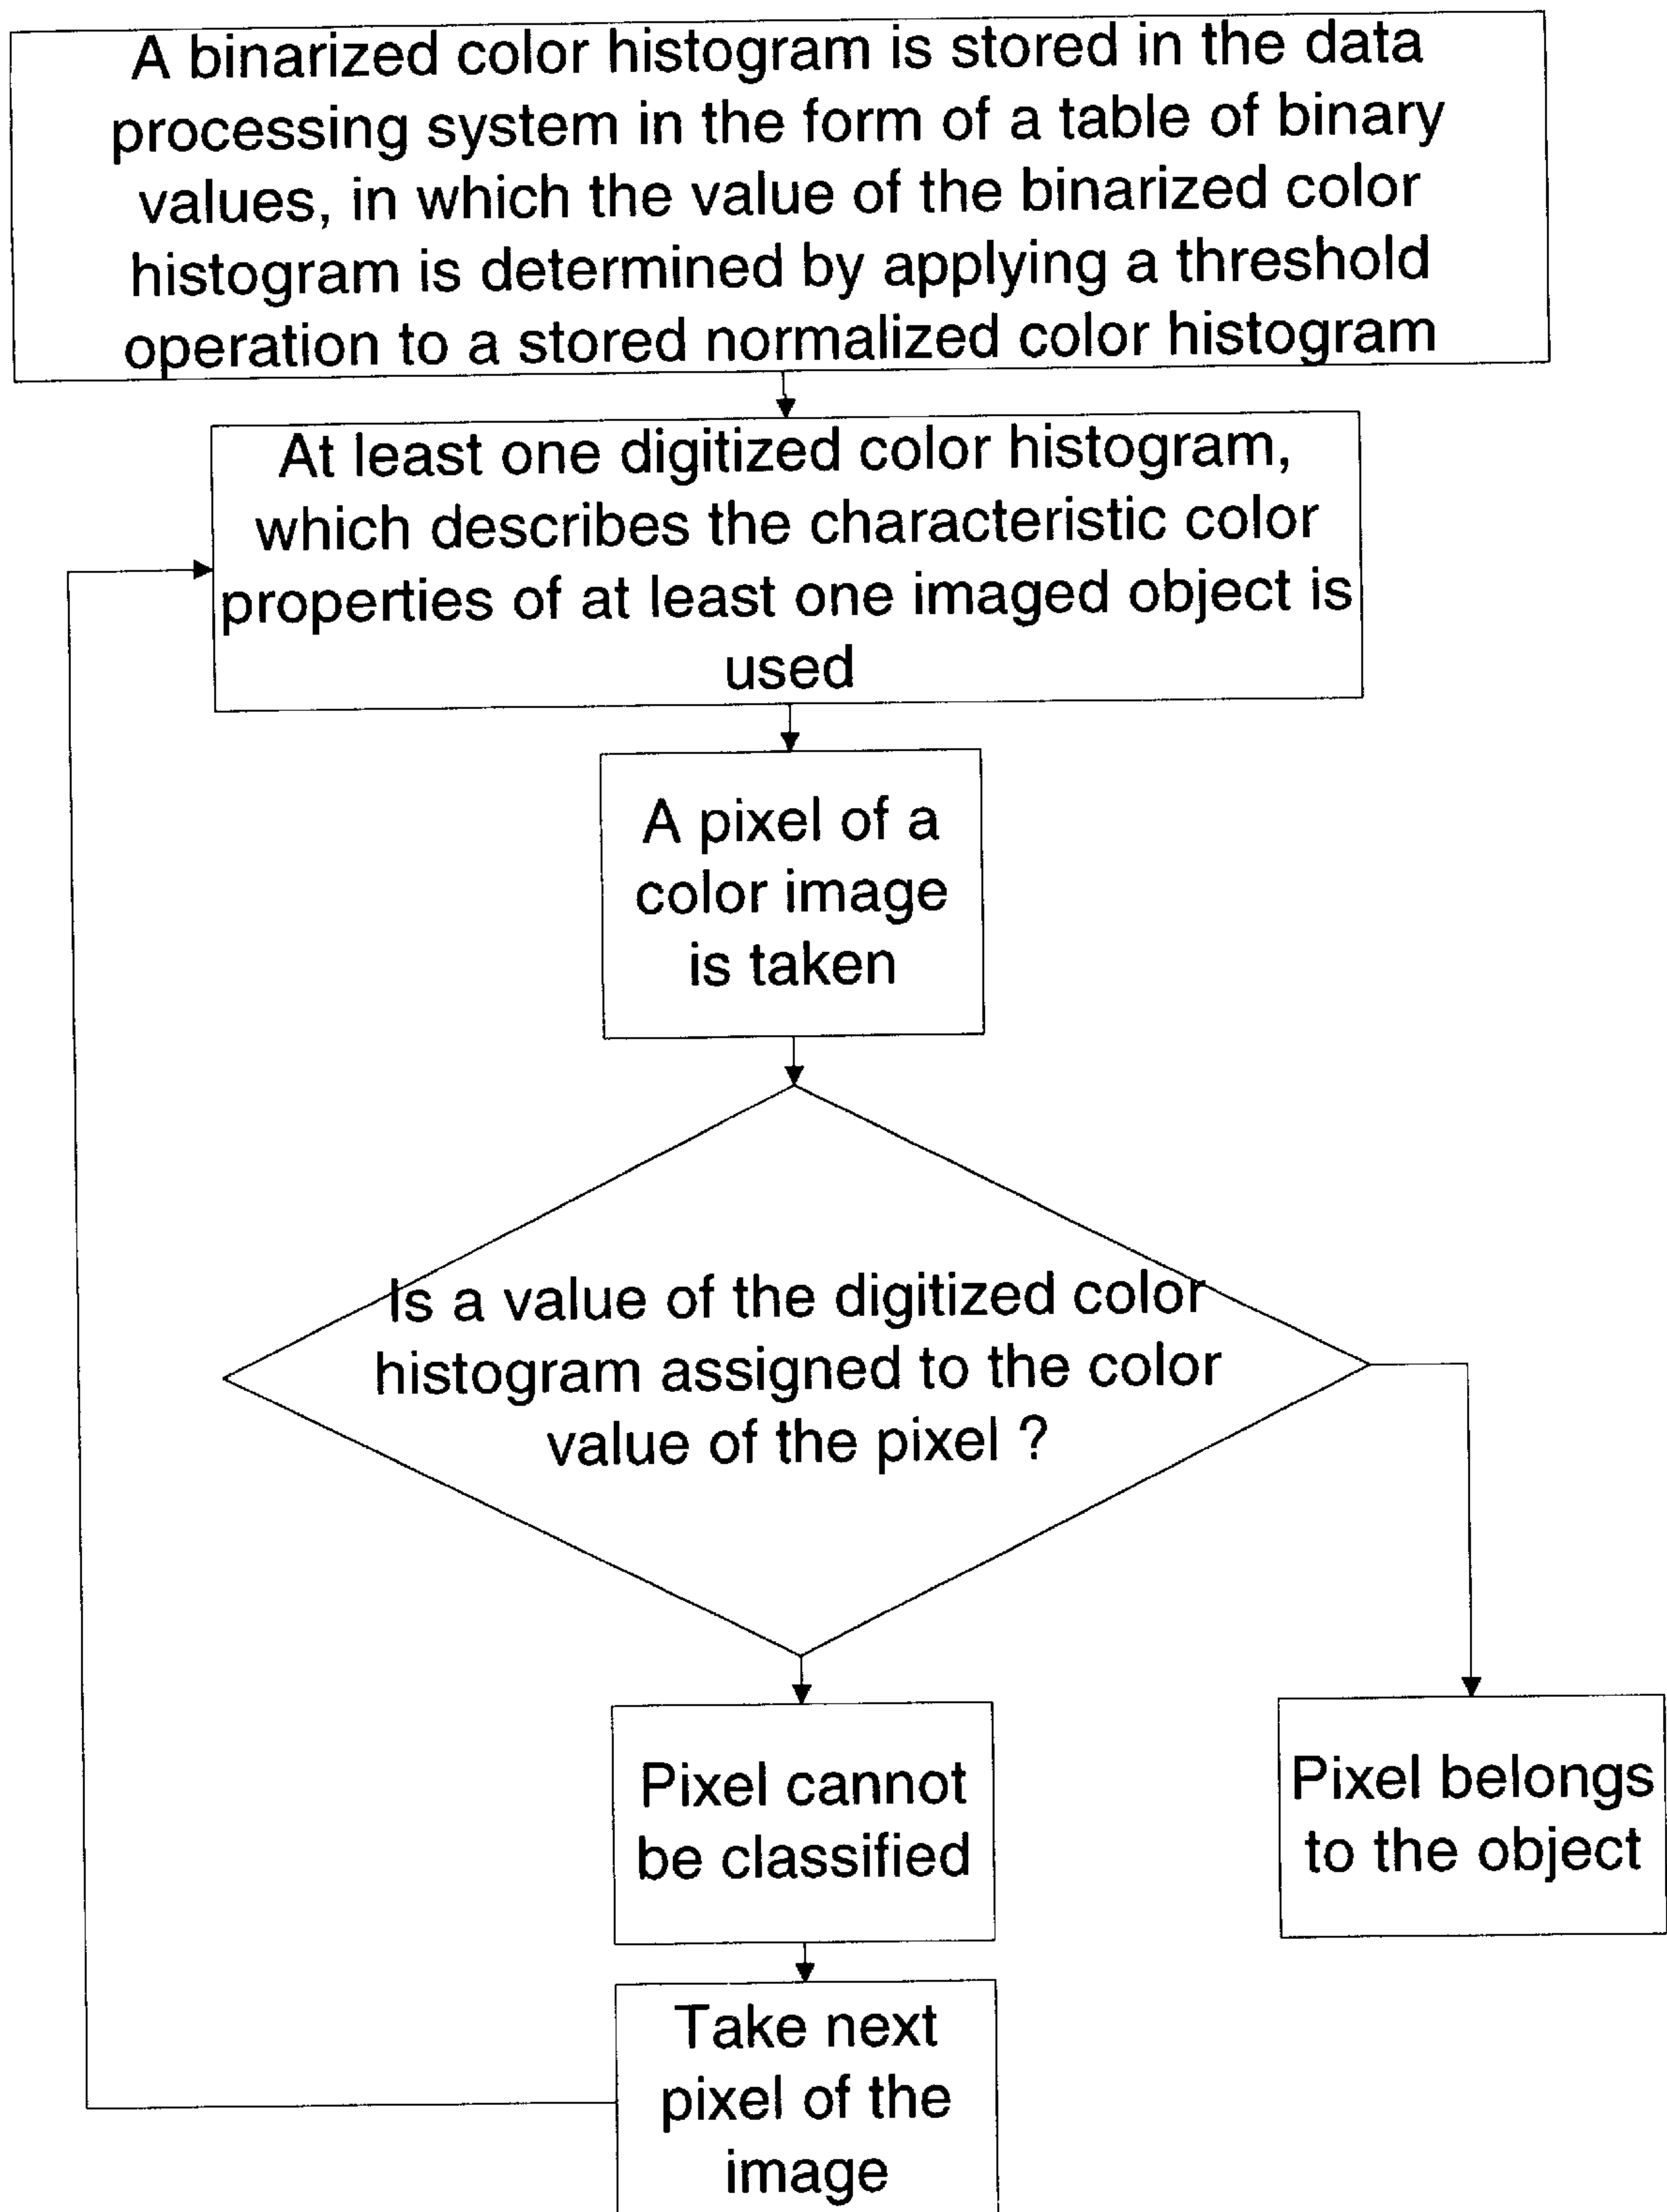 A binarized color histogram is stored in the data
processing system in the form of a table of binary
values, in which the value of the binarized color
histogram is determined by applying a threshold
operation to a stored normalized color histogram
At least one digitized color histogram,
which describes the characteristic color
properties of at least one imaged object is
used
A pixel of a
color image
is taken
Is a value of the digitized color
histogram assigned to the color
value of the pixel ?
Pixel cannot
be classified
Pixel belongs
to the object
Take next
pixel of the
image